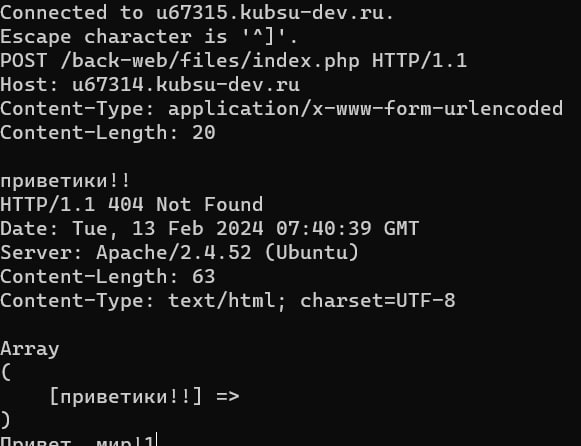 Connected to u67315.kubsu-dev.ru.
Escape character is '^]'.
POST /back-web/files/index.php HTTP/1.1
Host: u67314.kubsu-dev.ru
Content-Type: application/x-www-form-urlencoded
Content-Length: 20

приветики!!
HTTP/1.1 404 Not Found
Date: Tue, 13 Feb 2024 07:40:39 GMT
Server: Apache/2.4.52 (Ubuntu)
Content-Length: 63
Content-Type: text/html; charset=UTF-8

Array
(
    [приветики!!] =>
)
Привет, мир!1